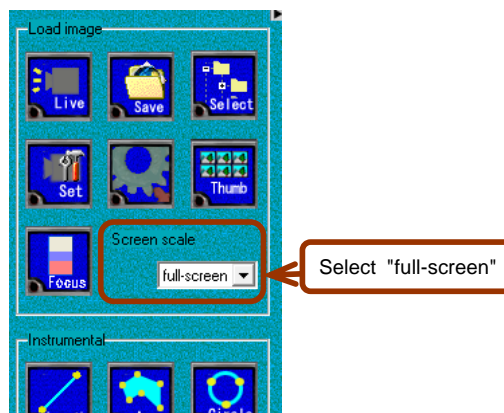 Load image
Live
Save
Select
Set
Thumb
Focus
Screen scale
full-screen
Select "full-screen"
Instrumental
Circle